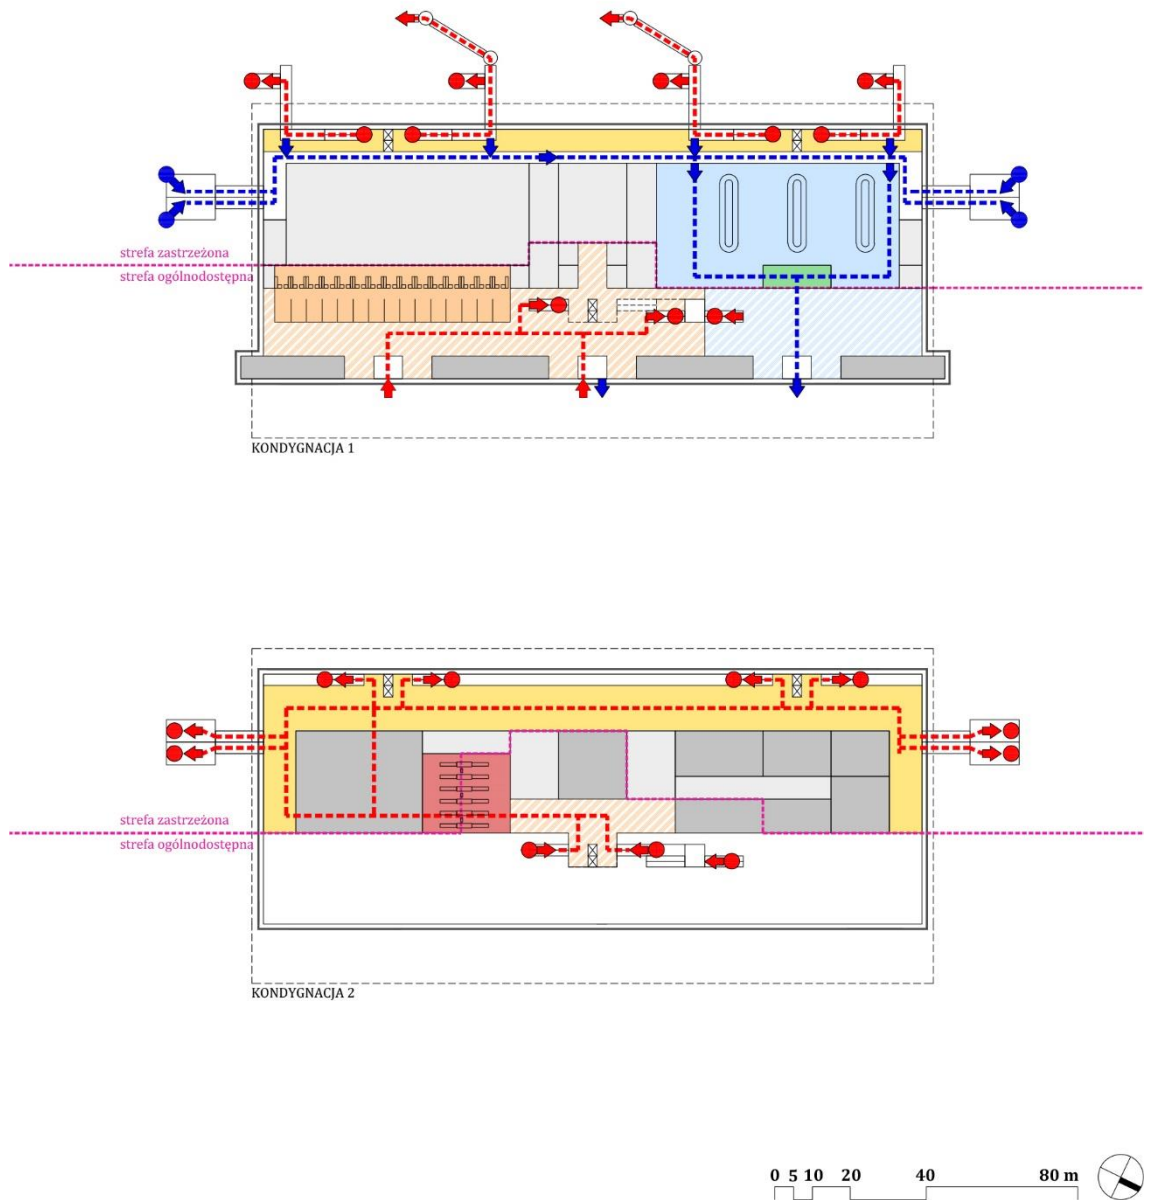 strefa zastrzeżona
strefa ogólnodostępna
KONDYGNACJA 1
strefa zastrzeżona
strefa ogólnodostępna
KONDYGNACJA 2
0 5 10 20 40 80 m